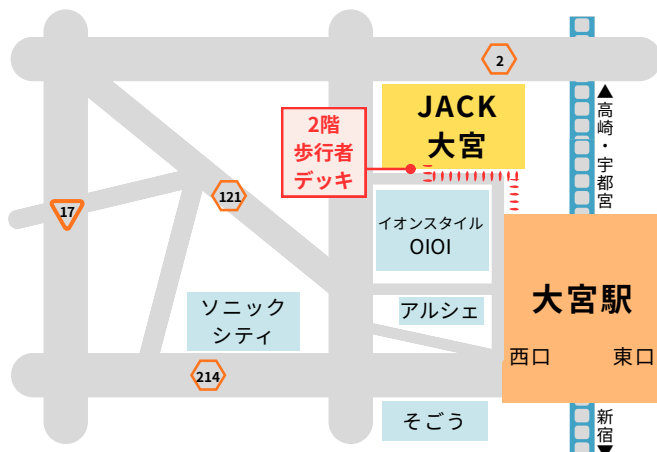 2
JACK
大宮
▲高崎・宇都宮
2階
歩行者
デッキ
121
17
イオンスタイル
OIOI
大宮駅
ソニック
シティ
アルシェ
西口
東口
214
そごう
新宿▼